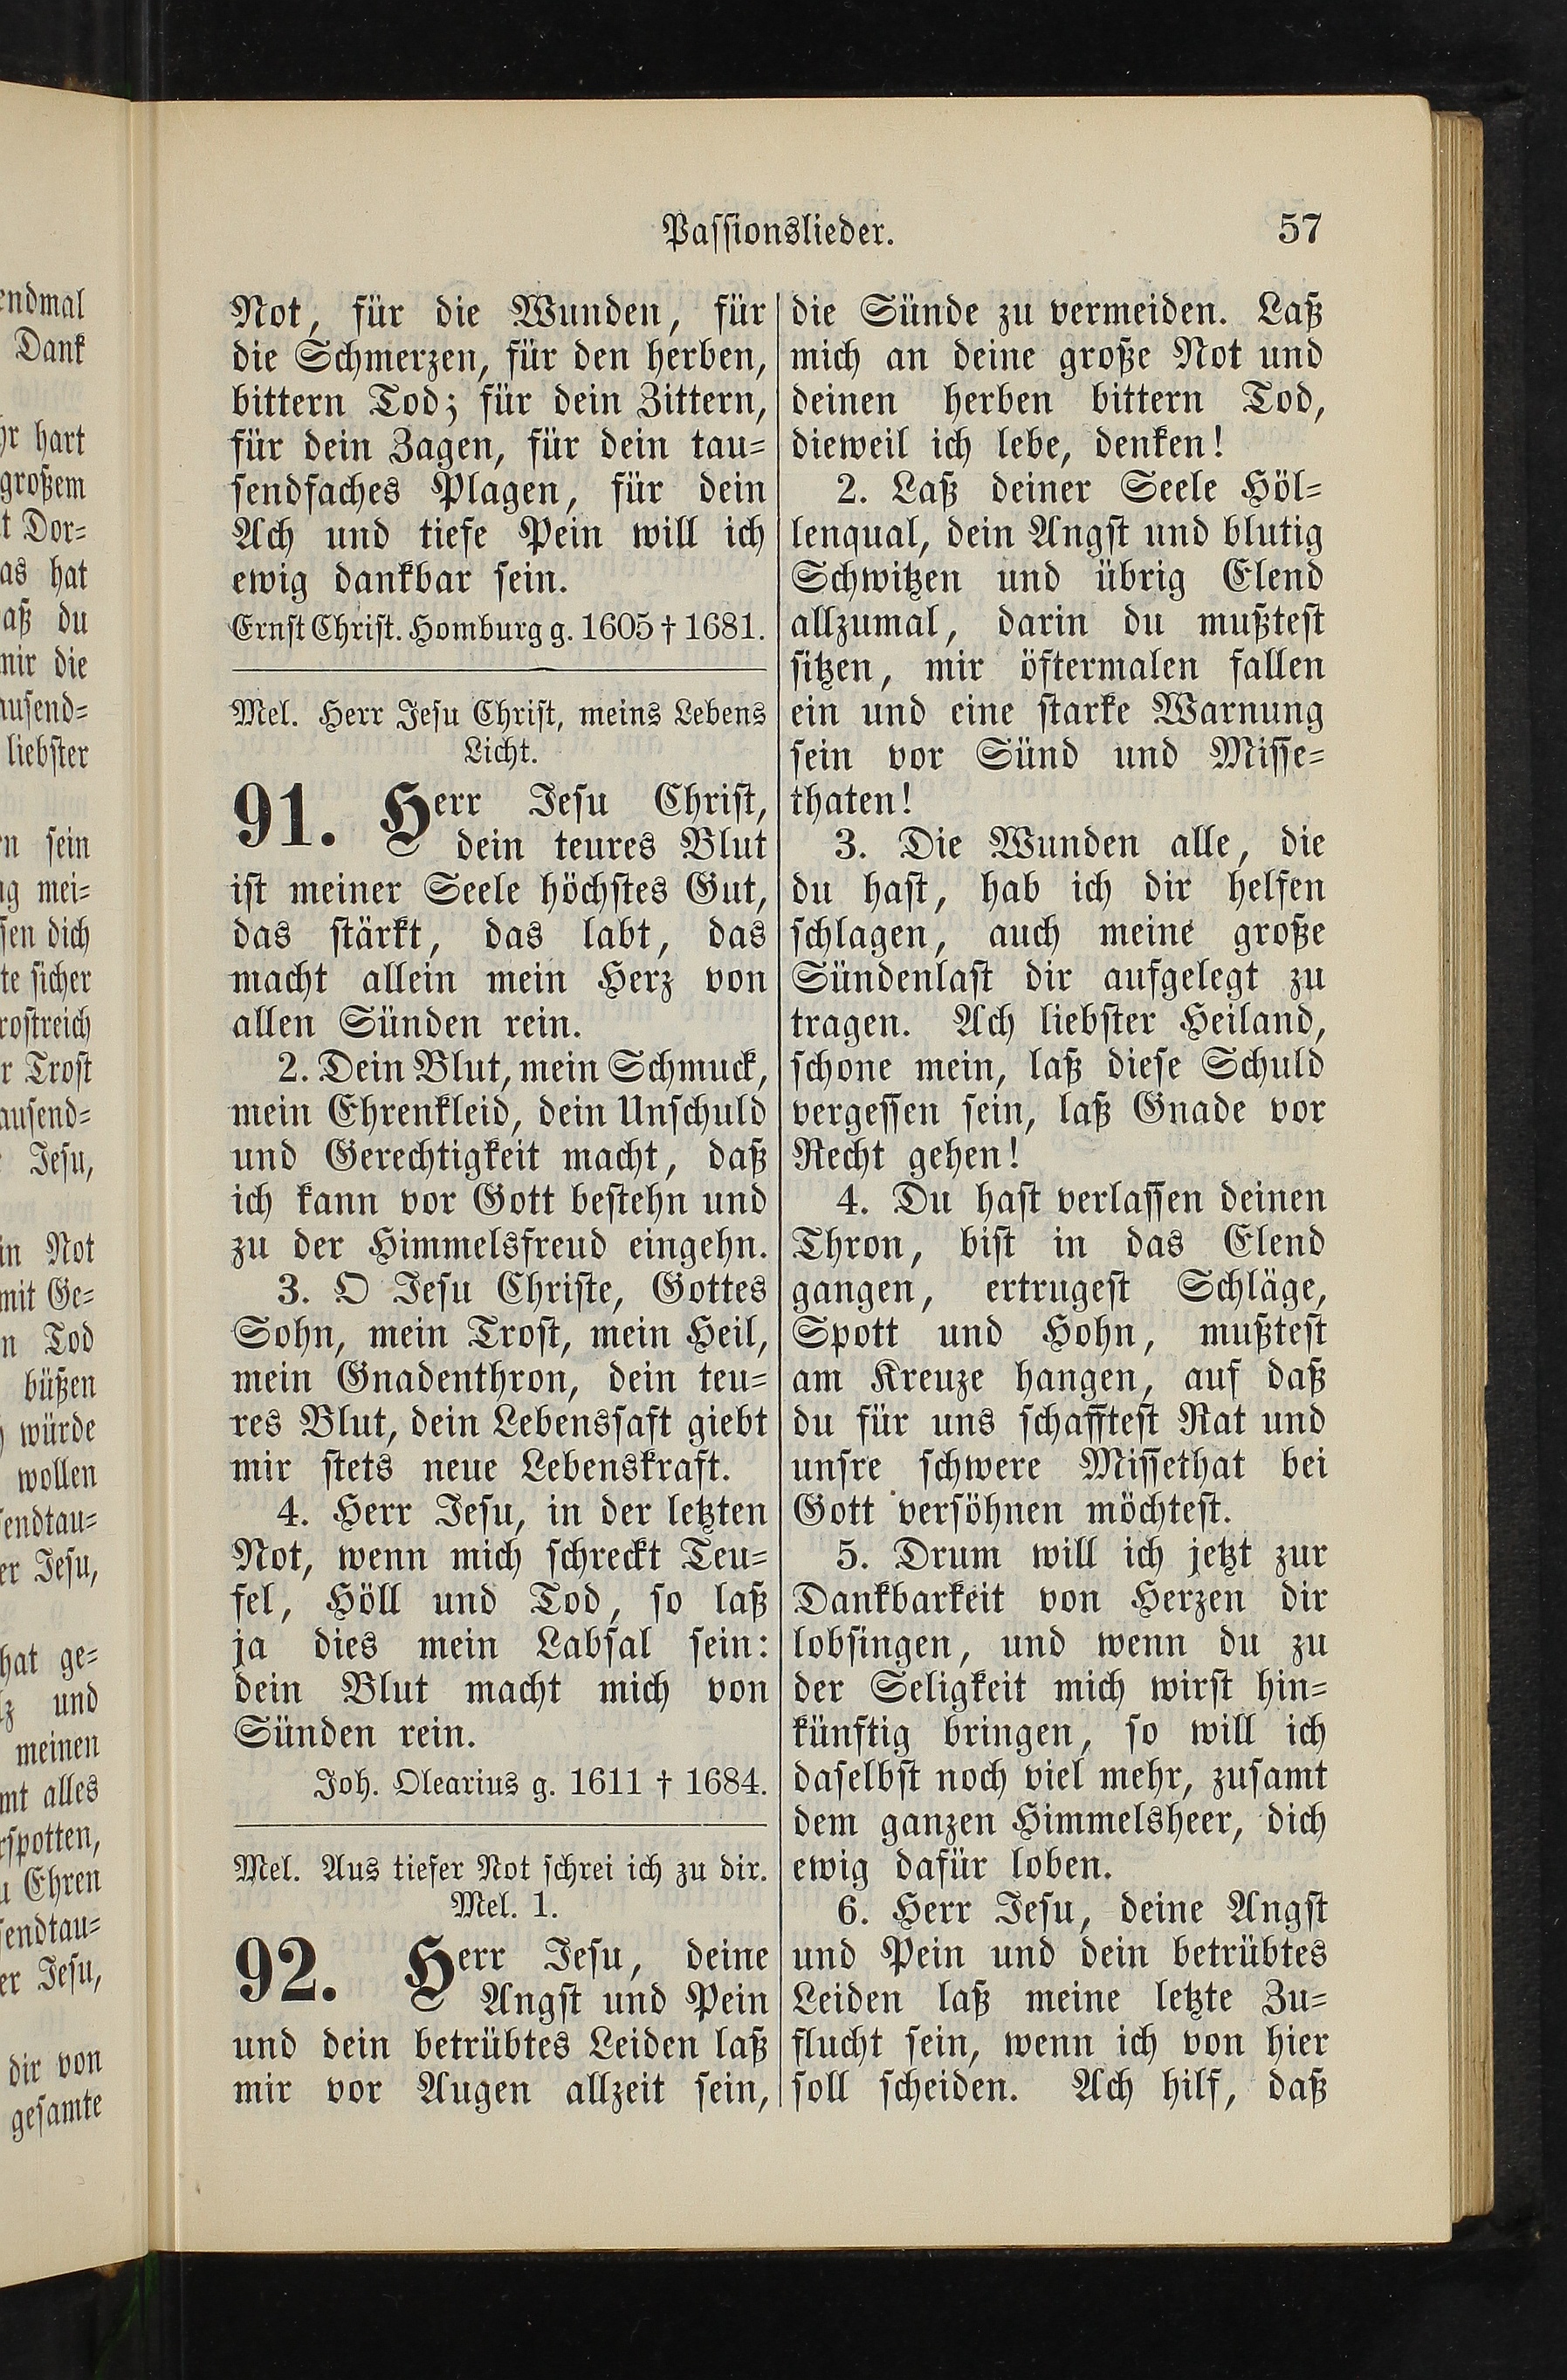 Passionslieder. 57
Not, für die Wunden, für
die Schmerzen, für den herben,
bittern Tod; für dein Zittern,
für dein Zagen, für dein tau-
sendfaches Plagen, für dein
Ach und tiefe Pein will ich
ewig dankbar sein.
Ernst Christ. Homburg g. 1605 † 1681.
Mel. Herr Jesu Christ, meins Lebens
Licht.
91. Herr Jesu Christ,
dein teures Blut
ist meiner Seele höchstes Gut,
das stärkt, das labt, das
macht allein mein Herz von
allen Sünden rein.
2. Dein Blut, mein Schmuck,
mein Ehrenkleid, dein Unschuld
und Gerechtigkeit macht, daß
ich kann vor Gott bestehn und
zu der Himmelsfreud eingehn.
3. O Jesu Christe, Gottes
Sohn, mein Trost, mein Heil,
mein Gnadenthron, dein teu-
res Blut, dein Lebenssaft giebt
mir stets neue Lebenskraft.
4. Herr Jesu, in der letzten
Not, wenn mich schreckt Teu-
fel, Höll und Tod, so laß
ja dies mein Labsal sein:
dein Blut macht mich von
Sünden rein.
Joh. Olearius g. 1611 † 1684.
Mel. Aus tiefer Not schrei ich zu dir.
Mel. 1.
92. Herr Jesu, deine
Angst und Pein
und dein betrübtes Leiden laß
mir vor Augen allzeit sein,
die Sünde zu vermeiden. Laß
mich an deine große Not und
deinen herben bittern Tod,
dieweil ich lebe, denken!
2. Laß deiner Seele Höl-
lenqual, dein Angst und blutig
Schwitzen und übrig Elend
allzumal, darin du mußtest
sitzen, mir öftermalen fallen
ein und eine starke Warnung
sein vor Sünd und Misse-
thaten!
3. Die Wunden alle, die
du hast, hab ich dir helfen
schlagen, auch meine große
Sündenlast dir aufgelegt zu
tragen. Ach liebster Heiland,
schone mein, laß diese Schuld
vergessen sein, laß Gnade vor
Recht gehen!
4. Du hast verlassen deinen
Thron, bist in das Elend
gangen, ertrugest Schläge,
Spott und Hohn, mußtest
am Kreuze hangen, auf daß
du für uns schafftest Rat und
unsre schwere Missethat bei
Gott versöhnen möchtest.
5. Drum will ich jetzt zur
Dankbarkeit von Herzen dir
lobsingen, und wenn du zu
der Seligkeit mich wirst hin-
künftig bringen, so will ich
daselbst noch viel mehr, zusamt
dem ganzen Himmelsheer, dich
ewig dafür loben.
6. Herr Jesu, deine Angst
und Pein und dein betrübtes
Leiden laß meine letzte Zu-
flucht sein, wenn ich von hier
soll scheiden. Ach hilf, daß